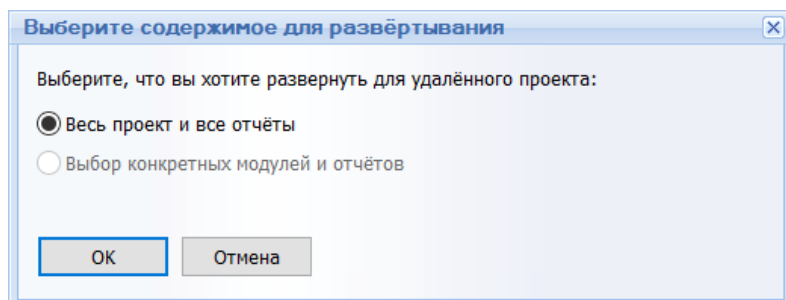 Выберите содержимое для развёртывания
Выберите, что вы хотите развернуть для удалённого проекта:
Весь проект и все отчёты
Выбор конкретных модулей и отчётов
ОК
Отмена